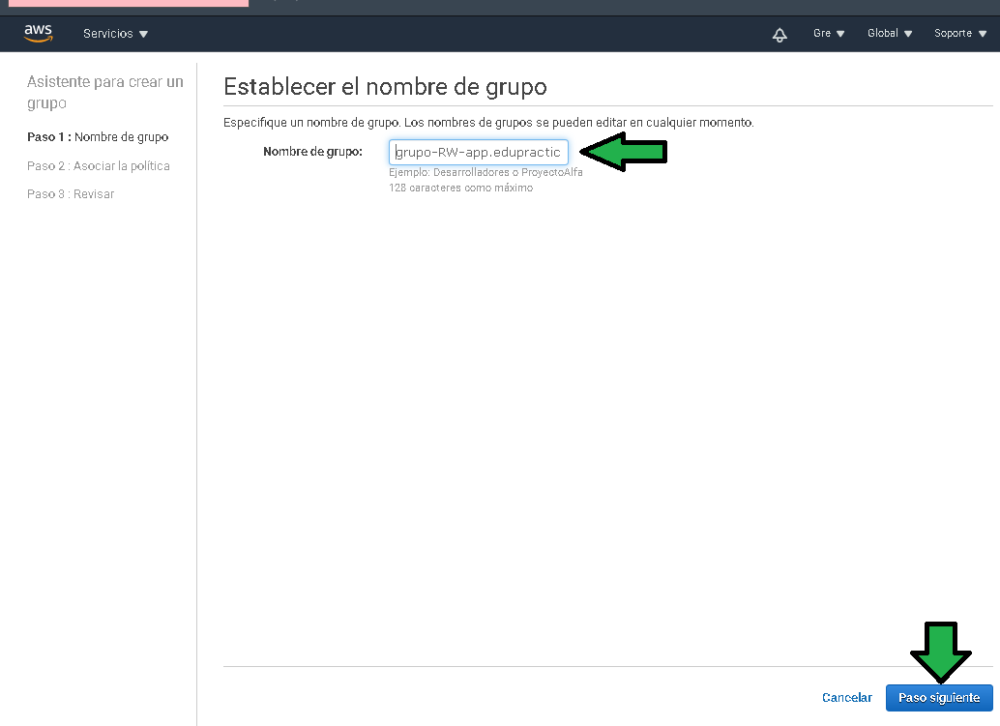 aws Servicios Gre Global Soporte
Asistente para crear un
grupo
Paso 1 : Nombre de grupo
Paso 2 : Asociar la política
Paso 3 : Revisar
Establecer el nombre de grupo
Especifique un nombre de grupo. Los nombres de grupos se pueden editar en cualquier momento.
Nombre de grupo: grupo-RW-app.edupractic
Ejemplo: Desarrolladores o ProyectoAlfa
128 caracteres como máximo
Cancelar Paso siguiente